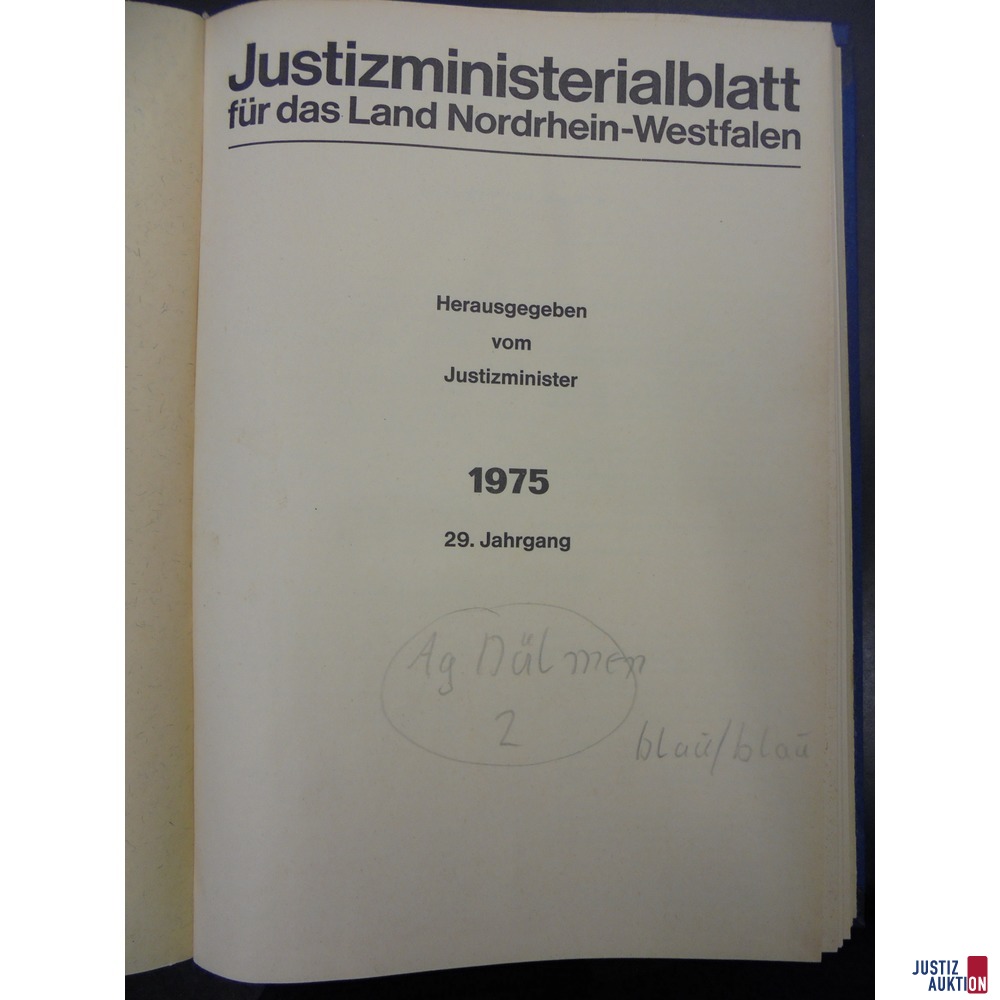 Justizministerialblatt
für das Land Nordrhein-Westfalen
Herausgegeben
vom
Justizminister
1975
29. Jahrgang
Ag Dülmen
2
blau/blau
JUSTIZ
AUKTION